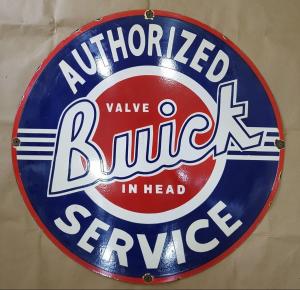 AUTHORIZED
VALVE
Buick
IN HEAD
SERVICE